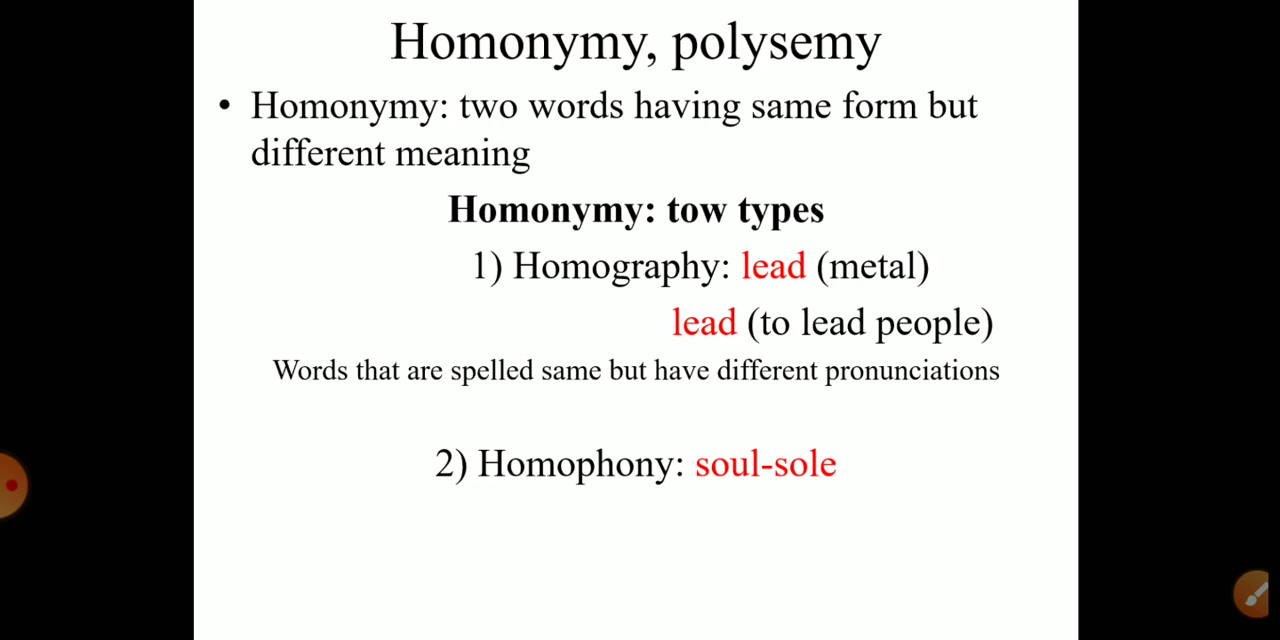 Homonymy, polysemy
• Homonymy: two words having same form but
different meaning
Homonymy: tow types
1) Homography: lead (metal)
lead (to lead people)
Words that are spelled same but have different pronunciations
2) Homophony: soul-sole